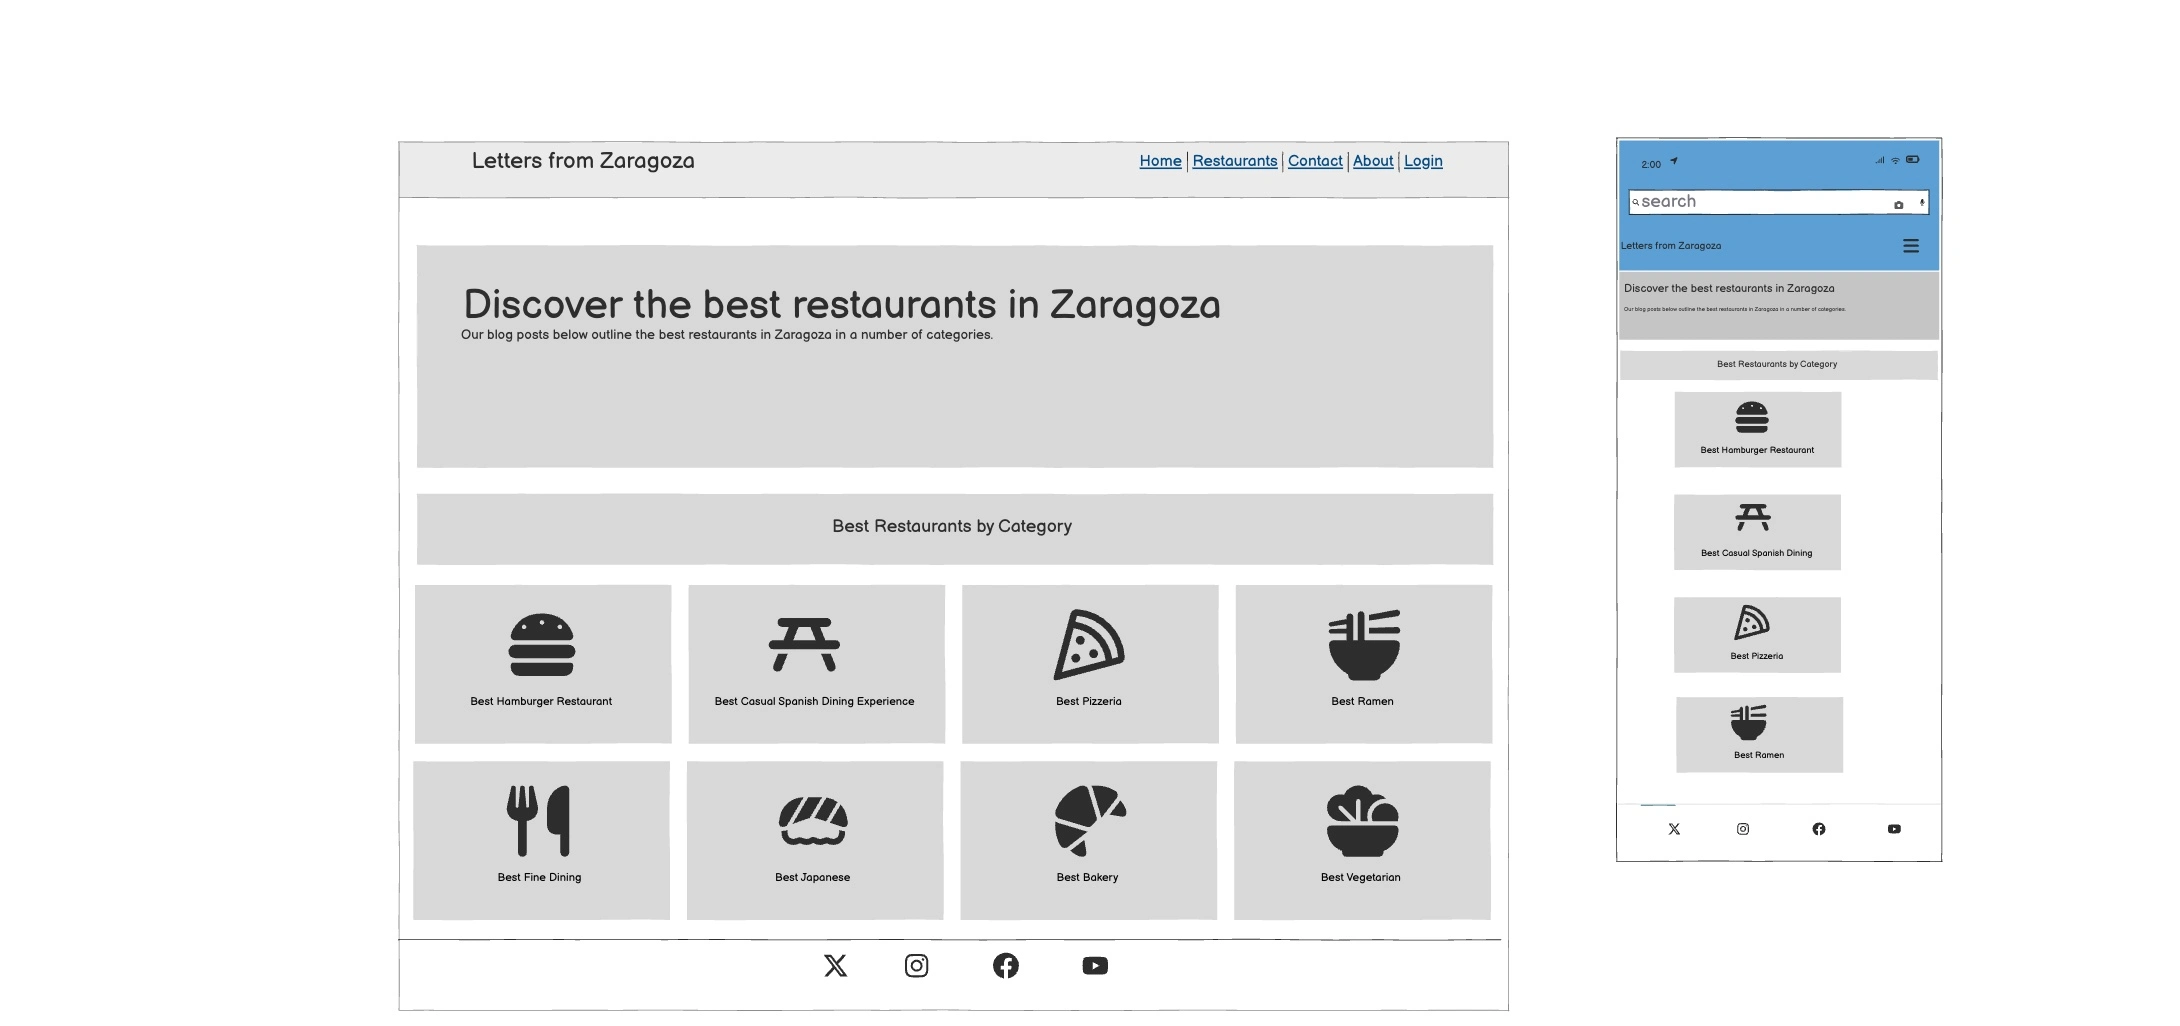 Letters from Zaragoza
Home | Restaurants | Contact | About | Login
Discover the best restaurants in Zaragoza
Our blog posts below outline the best restaurants in Zaragoza in a number of categories.
Best Restaurants by Category
Best Hamburger Restaurant
Best Casual Spanish Dining Experience
Best Pizzeria
Best Ramen
Best Fine Dining
Best Japanese
Best Bakery
Best Vegetarian
2:00
search
Letters from Zaragoza
Discover the best restaurants in Zaragoza
Our blog posts below outline the best restaurants in Zaragoza in a number of categories.
Best Restaurants by Category
Best Hamburger Restaurant
Best Casual Spanish Dining
Best Pizzeria
Best Ramen